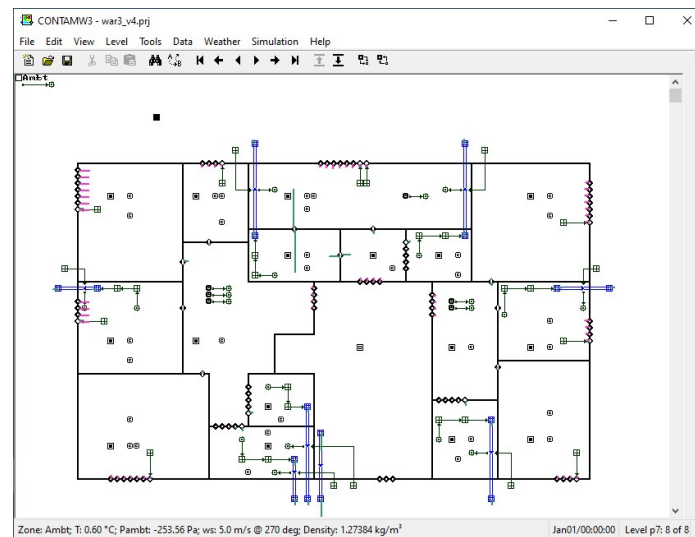 CONTAMW3 - war3_v4.prj
File Edit View Level Tools Data Weather Simulation Help
Ambt
Zone: Ambt; T: 0.60 °C; Pambt: -253.56 Pa; ws: 5.0 m/s @ 270 deg; Density: 1.27384 kg/m³ Jan01/00:00:00 Level p7: 8 of 8